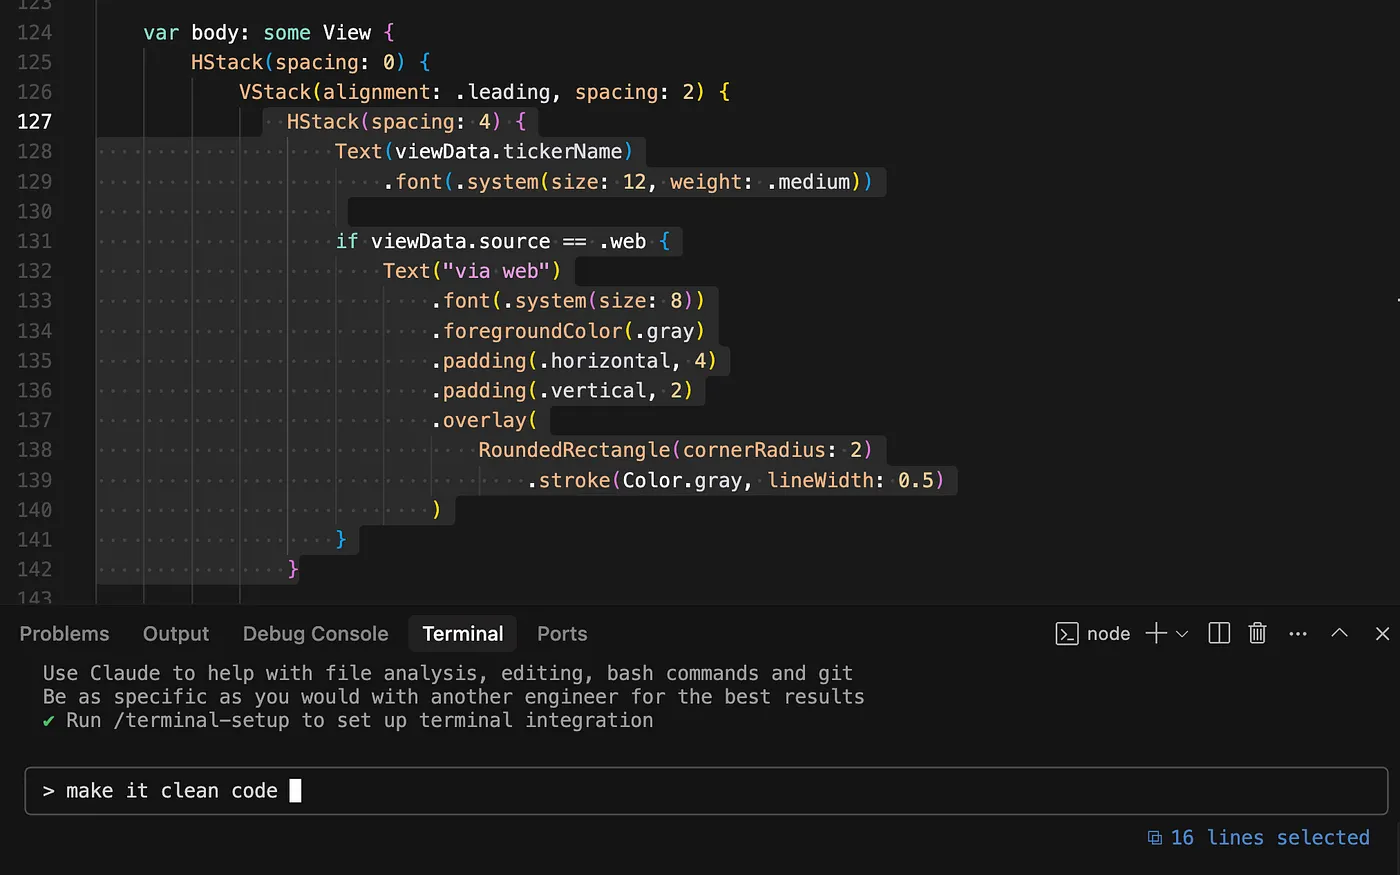 123
124 var body: some View {
125 HStack(spacing: 0) {
126 VStack(alignment: .leading, spacing: 2) {
127 HStack(spacing: 4) {
128 Text(viewData.tickerName)
129 .font(.system(size: 12, weight: .medium))
130
131 if viewData.source == .web {
132 Text("via web")
133 .font(.system(size: 8))
134 .foregroundColor(.gray)
135 .padding(.horizontal, 4)
136 .padding(.vertical, 2)
137 .overlay(
138 RoundedRectangle(cornerRadius: 2)
139 .stroke(Color.gray, lineWidth: 0.5)
140 )
141 }
142 }
143
Problems Output Debug Console Terminal Ports node
Use Claude to help with file analysis, editing, bash commands and git
Be as specific as you would with another engineer for the best results
✔ Run /terminal-setup to set up terminal integration
> make it clean code
16 lines selected